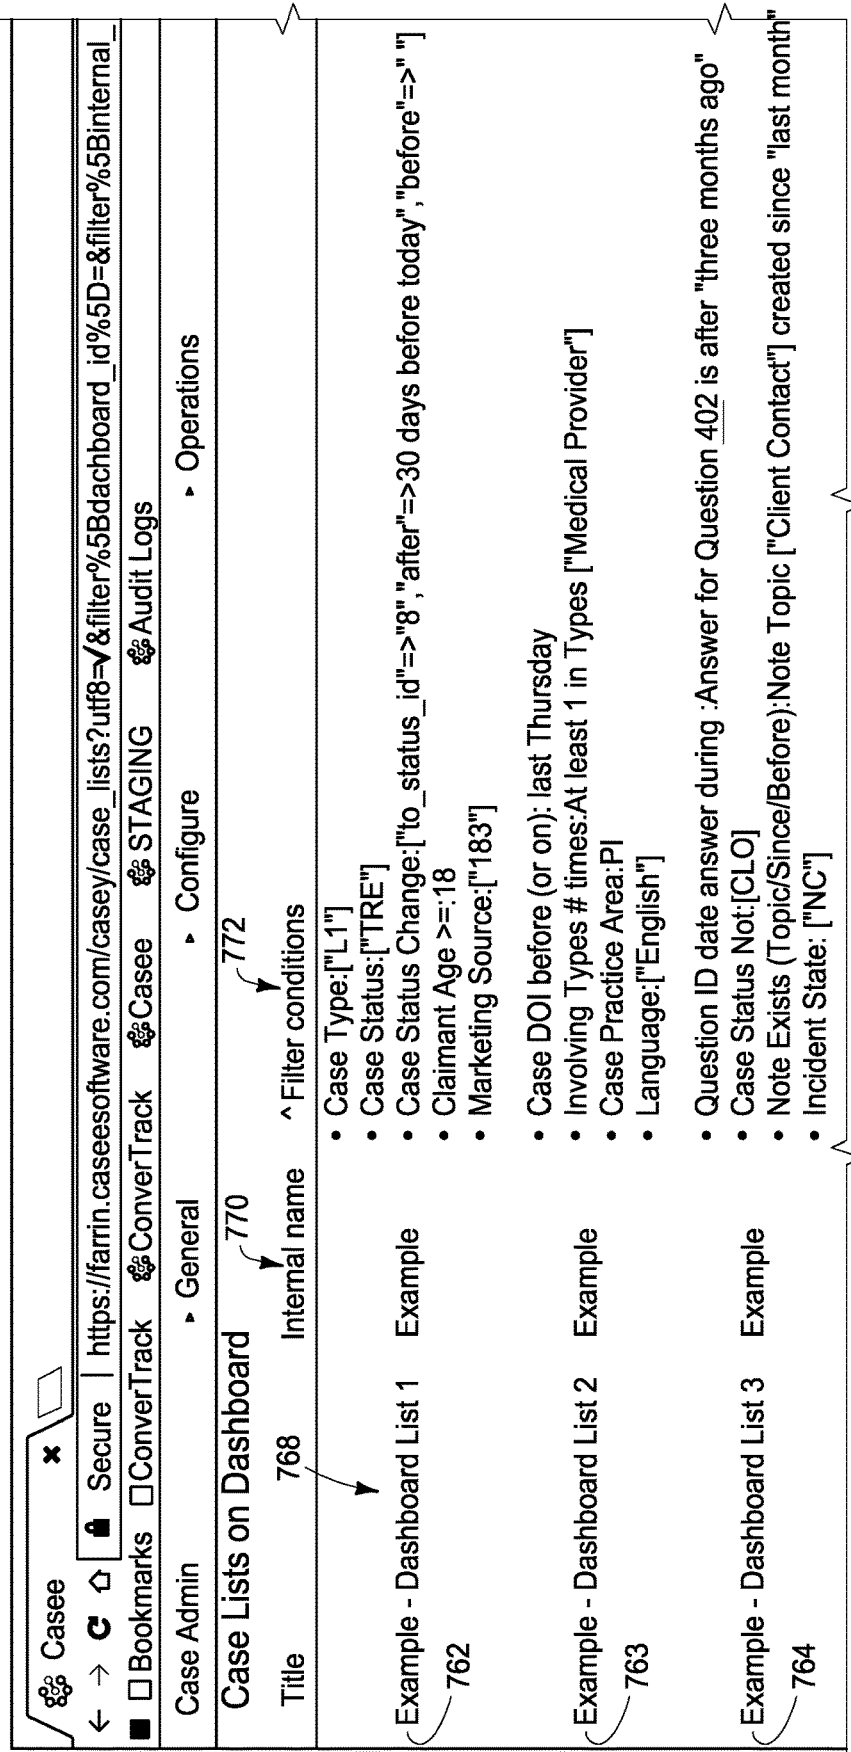 Casee ×
Secure | https://farrin.caseesoftware.com/casey/case_lists?utf8=✓&filter%5Bdachboard_id%5D=&filter%5Binternal_
Bookmarks ConverTrack ConverTrack Casee STAGING Audit Logs
Case Admin ▸ General ▸ Configure ▸ Operations
Case Lists on Dashboard
768 770 772
Title Internal name ^ Filter conditions
Example - Dashboard List 1 Example
762
• Case Type:["L1"]
• Case Status:["TRE"]
• Case Status Change:["to_status_id"=>"8","after"=>30 days before today","before"=>" "]
• Claimant Age >=:18
• Marketing Source:["183"]
Example - Dashboard List 2 Example
763
• Case DOI before (or on): last Thursday
• Involving Types # times:At least 1 in Types ["Medical Provider"]
• Case Practice Area:PI
• Language:["English"]
Example - Dashboard List 3 Example
764
• Question ID date answer during :Answer for Question 402 is after "three months ago"
• Case Status Not:[CLO]
• Note Exists (Topic/Since/Before):Note Topic ["Client Contact"] created since "last month"
• Incident State: ["NC"]